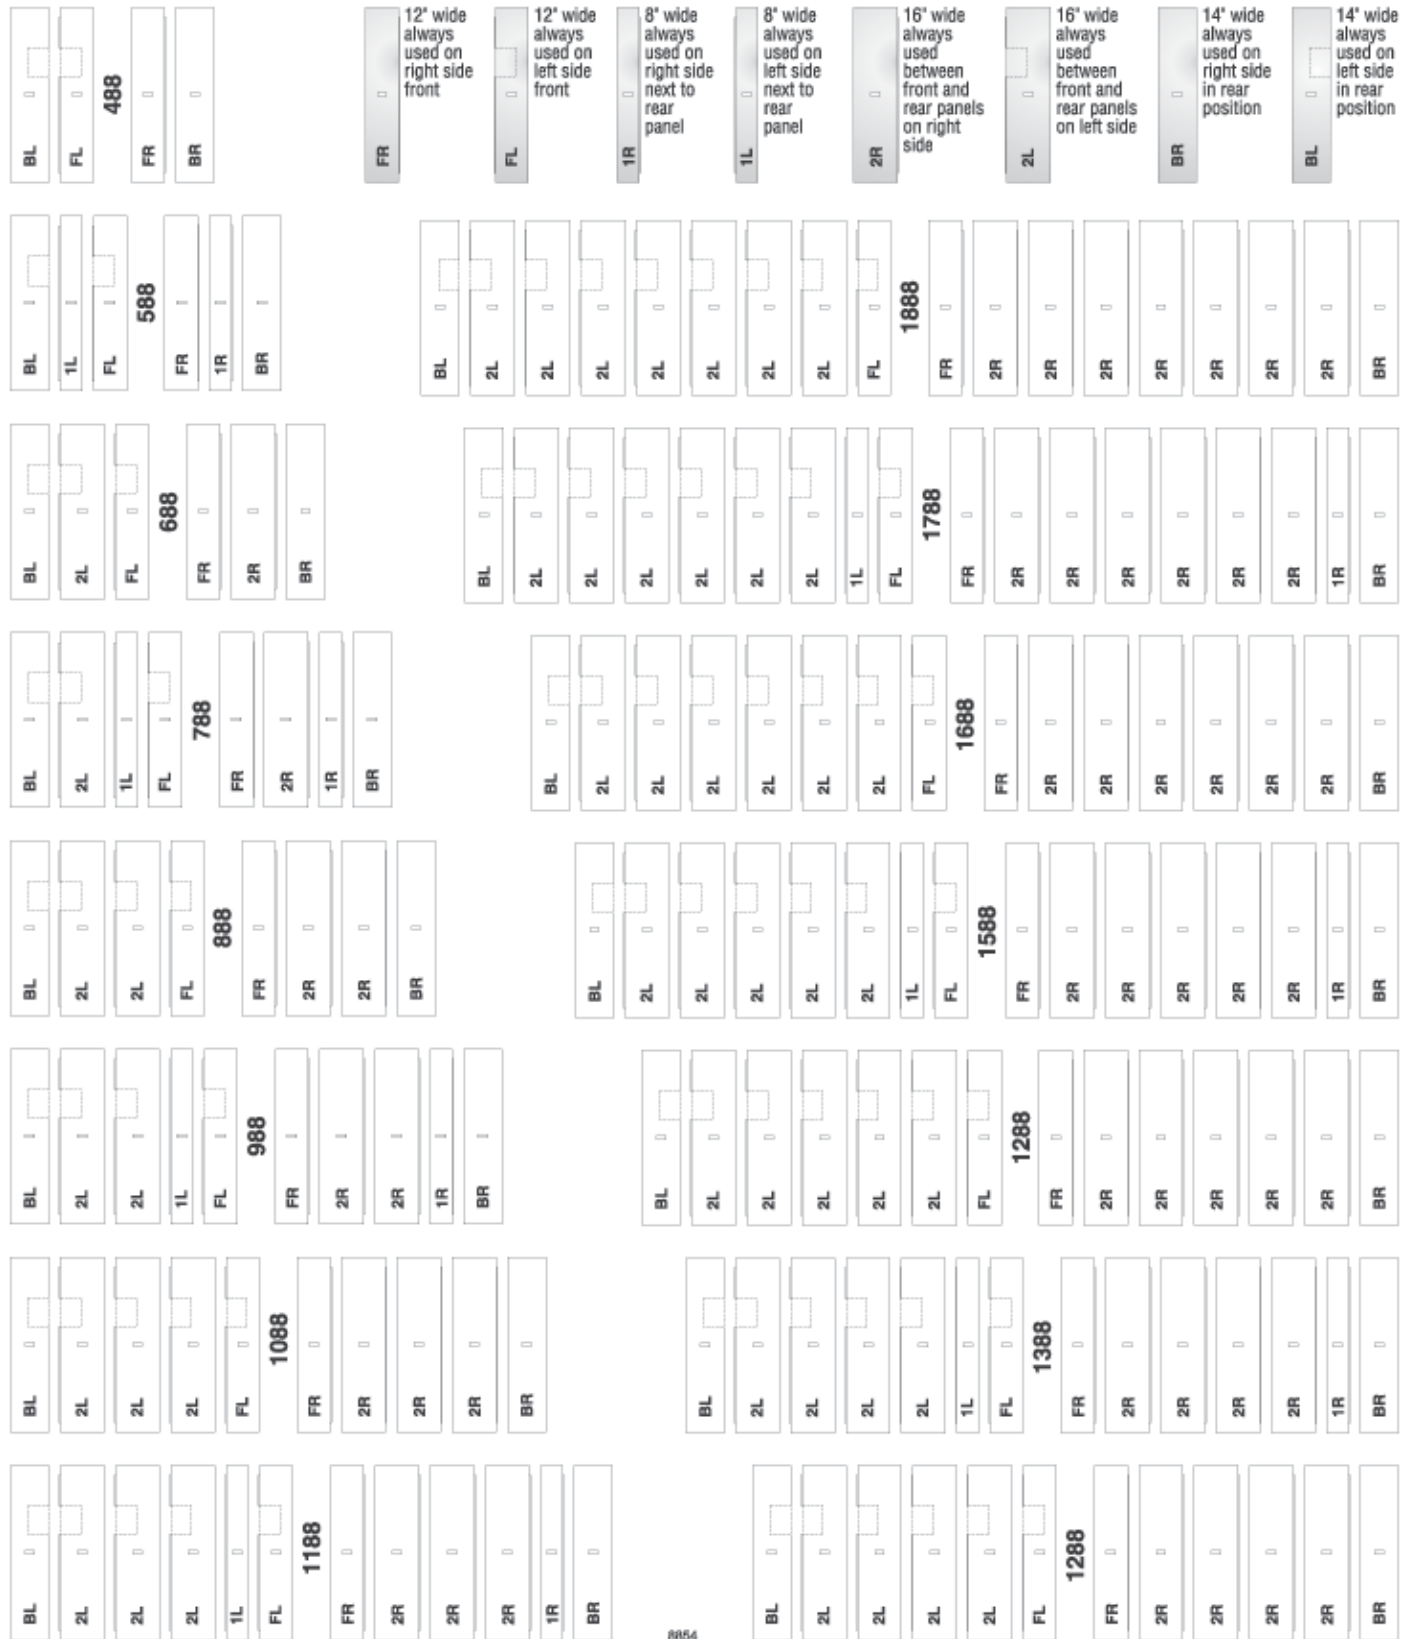 BL FL 488 FR BR
FR
12" wide
always
used on
right side
front
FL
12" wide
always
used on
left side
front
1R
8" wide
always
used on
right side
next to
rear
panel
1L
8" wide
always
used on
left side
next to
rear
panel
2R
16" wide
always
used
between
front and
rear panels
on right
side
2L
16" wide
always
used
between
front and
rear panels
on left side
BR
14" wide
always
used on
right side
in rear
position
BL
14" wide
always
used on
left side
in rear
position
BL 1L FL 588 FR 1R BR
BL 2L 2L 2L 2L 2L 2L 2L FL 1888 FR 2R 2R 2R 2R 2R 2R 2R BR
BL 2L FL 688 FR 2R BR
BL 2L 2L 2L 2L 2L 2L 1L FL 1788 FR 2R 2R 2R 2R 2R 2R 1R BR
BL 2L 1L FL 788 FR 2R 1R BR
BL 2L 2L 2L 2L 2L 2L FL 1688 FR 2R 2R 2R 2R 2R 2R BR
BL 2L 2L FL 888 FR 2R 2R BR
BL 2L 2L 2L 2L 2L 1L FL 1588 FR 2R 2R 2R 2R 2R 1R BR
BL 2L 2L 1L FL 988 FR 2R 2R 1R BR
BL 2L 2L 2L 2L 2L FL 1288 FR 2R 2R 2R 2R 2R BR
BL 2L 2L 2L FL 1088 FR 2R 2R 2R BR
BL 2L 2L 2L 2L 1L FL 1388 FR 2R 2R 2R 2R 1R BR
BL 2L 2L 2L 1L FL 1188 FR 2R 2R 2R 1R BR
BL 2L 2L 2L 2L FL 1288 FR 2R 2R 2R 2R BR